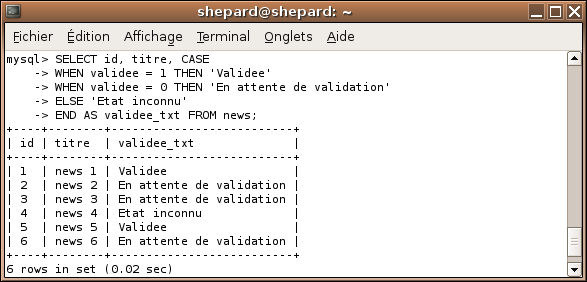 shepard@shepard: ~
Fichier Édition Affichage Terminal Onglets Aide
mysql> SELECT id, titre, CASE
    -> WHEN validee = 1 THEN 'Validee'
    -> WHEN validee = 0 THEN 'En attente de validation'
    -> ELSE 'Etat inconnu'
    -> END AS validee_txt FROM news;
+----+--------+--------------------------+
| id | titre  | validee_txt              |
+----+--------+--------------------------+
| 1  | news 1 | Validee                  |
| 2  | news 2 | En attente de validation |
| 3  | news 3 | En attente de validation |
| 4  | news 4 | Etat inconnu             |
| 5  | news 5 | Validee                  |
| 6  | news 6 | En attente de validation |
+----+--------+--------------------------+
6 rows in set (0.02 sec)